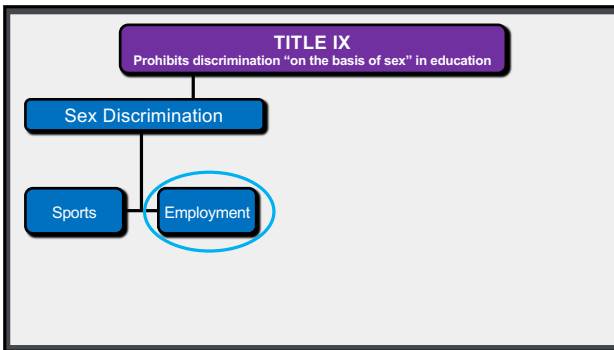 TITLE IX
Prohibits discrimination “on the basis of sex” in education
Sex Discrimination
Sports
Employment